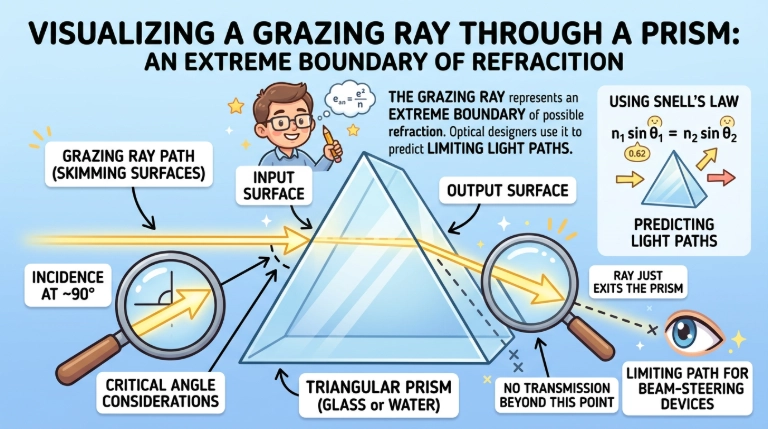 VISUALIZING A GRAZING RAY THROUGH A PRISM:
AN EXTREME BOUNDARY OF REFRACITION
e_an = e²/n
THE GRAZING RAY represents an
EXTREME BOUNDARY of possible
refraction. Optical designers use it to
predict LIMITING LIGHT PATHS.
USING SNELL'S LAW
n₁ sin θ₁ = n₂ sin θ₂
0.62
PREDICTING
LIGHT PATHS
GRAZING RAY PATH
(SKIMMING SURFACES)
INPUT
SURFACE
OUTPUT SURFACE
INCIDENCE
AT ~90°
RAY JUST
EXITS THE PRISM
CRITICAL ANGLE
CONSIDERATIONS
TRIANGULAR PRISM
(GLASS or WATER)
NO TRANSMISSION
BEYOND THIS POINT
LIMITING PATH FOR
BEAM-STEERING
DEVICES